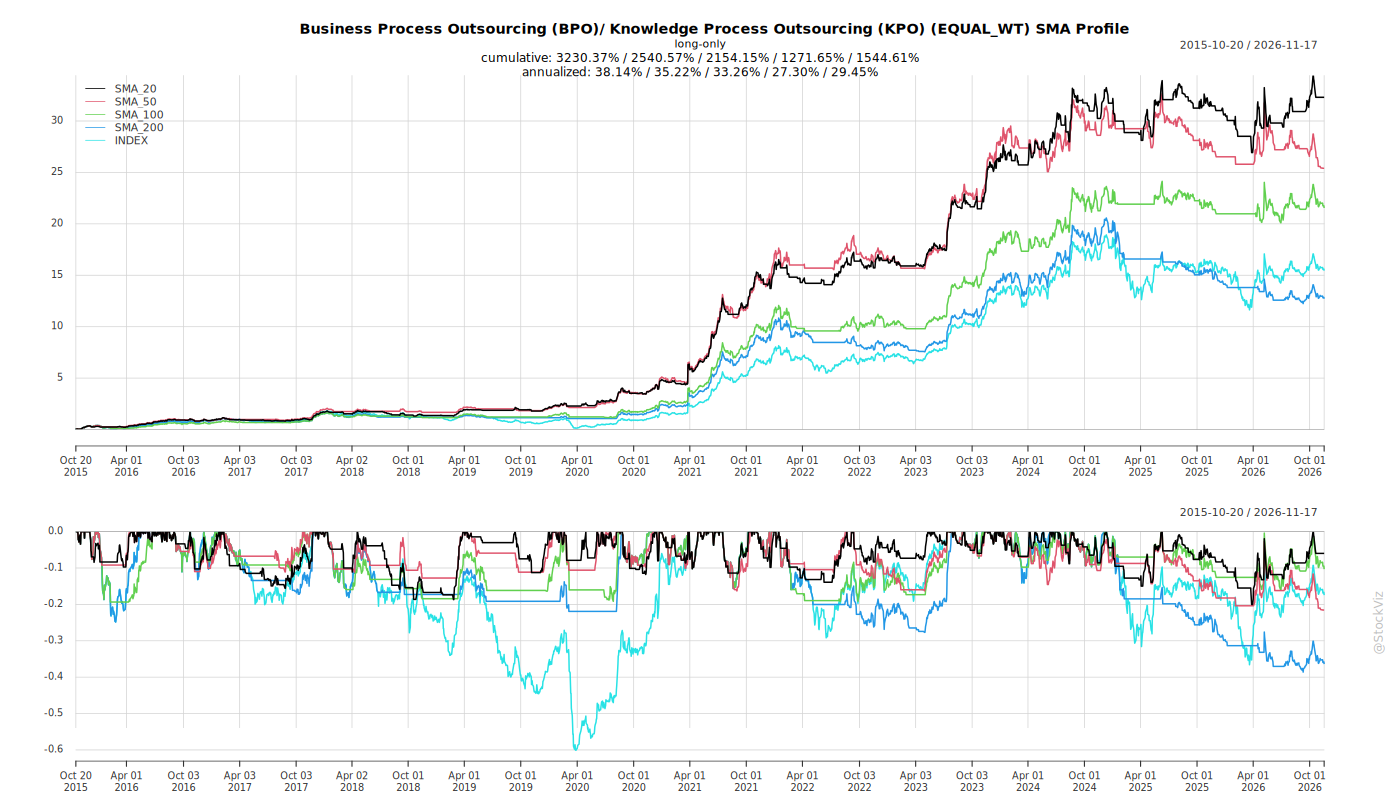 Business Process Outsourcing (BPO)/ Knowledge Process Outsourcing (KPO) (EQUAL_WT) SMA Profile
long-only
2015-10-20 / 2026-11-17
cumulative: 3230.37% / 2540.57% / 2154.15% / 1271.65% / 1544.61%
annualized: 38.14% / 35.22% / 33.26% / 27.30% / 29.45%
SMA_20
SMA_50
SMA_100
SMA_200
INDEX
30
25
20
15
10
5
Oct 20 Apr 01 Oct 03 Apr 03 Oct 03 Apr 02 Oct 01 Apr 01 Oct 01 Apr 01 Oct 01 Apr 01 Oct 01 Apr 01 Oct 03 Apr 03 Oct 03 Apr 01 Oct 01 Apr 01 Oct 01 Apr 01 Oct 01
2015 2016 2016 2017 2017 2018 2018 2019 2019 2020 2020 2021 2021 2022 2022 2023 2023 2024 2024 2025 2025 2026 2026
2015-10-20 / 2026-11-17
0.0
-0.1
-0.2
-0.3
-0.4
-0.5
-0.6
Oct 20 Apr 01 Oct 03 Apr 03 Oct 03 Apr 02 Oct 01 Apr 01 Oct 01 Apr 01 Oct 01 Apr 01 Oct 01 Apr 01 Oct 03 Apr 03 Oct 03 Apr 01 Oct 01 Apr 01 Oct 01 Apr 01 Oct 01
2015 2016 2016 2017 2017 2018 2018 2019 2019 2020 2020 2021 2021 2022 2022 2023 2023 2024 2024 2025 2025 2026 2026
@StockViz